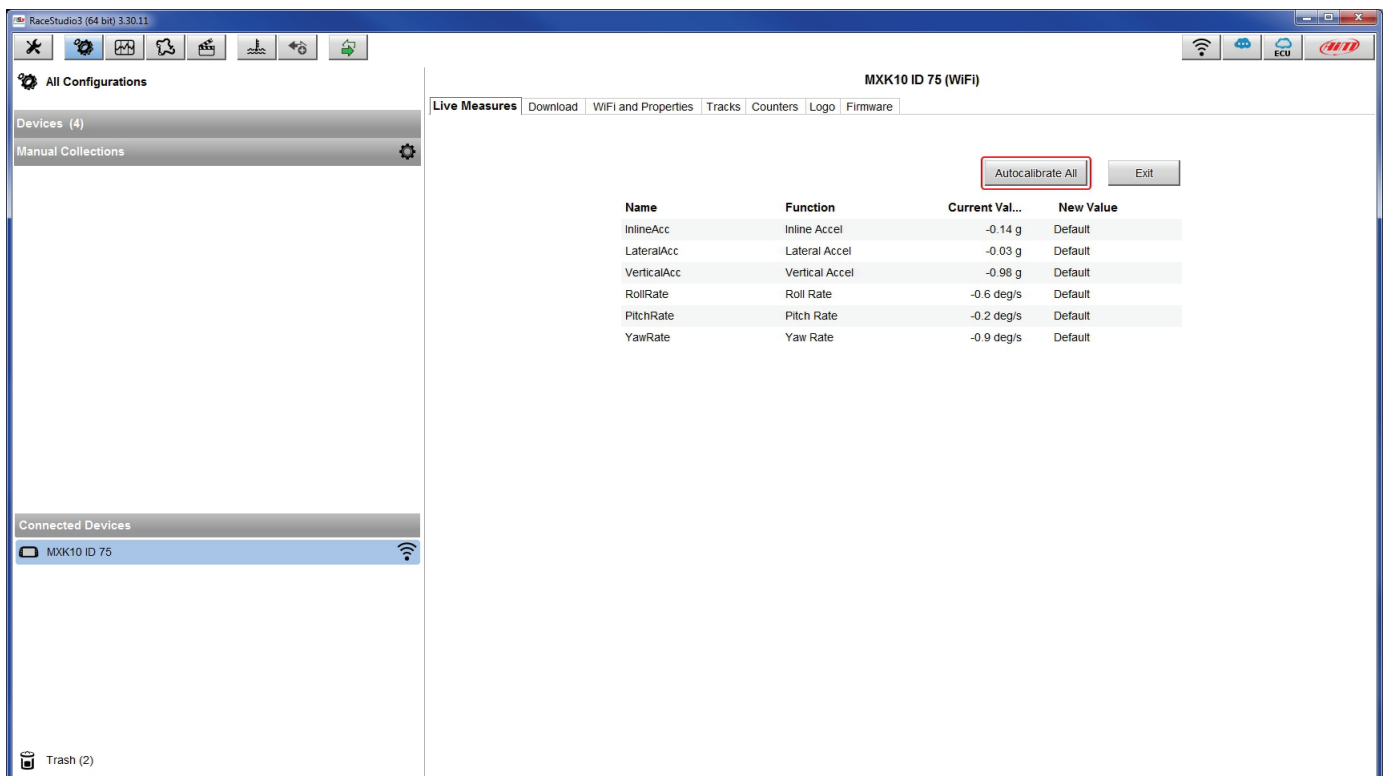 RaceStudio3 (64 bit) 3.30.11
ECU
AiM
All Configurations
MXK10 ID 75 (WiFi)
Live Measures Download WiFi and Properties Tracks Counters Logo Firmware
Devices (4)
Manual Collections
Autocalibrate All Exit
Name Function Current Val... New Value
InlineAcc Inline Accel -0.14 g Default
LateralAcc Lateral Accel -0.03 g Default
VerticalAcc Vertical Accel -0.98 g Default
RollRate Roll Rate -0.6 deg/s Default
PitchRate Pitch Rate -0.2 deg/s Default
YawRate Yaw Rate -0.9 deg/s Default
Connected Devices
MXK10 ID 75
Trash (2)